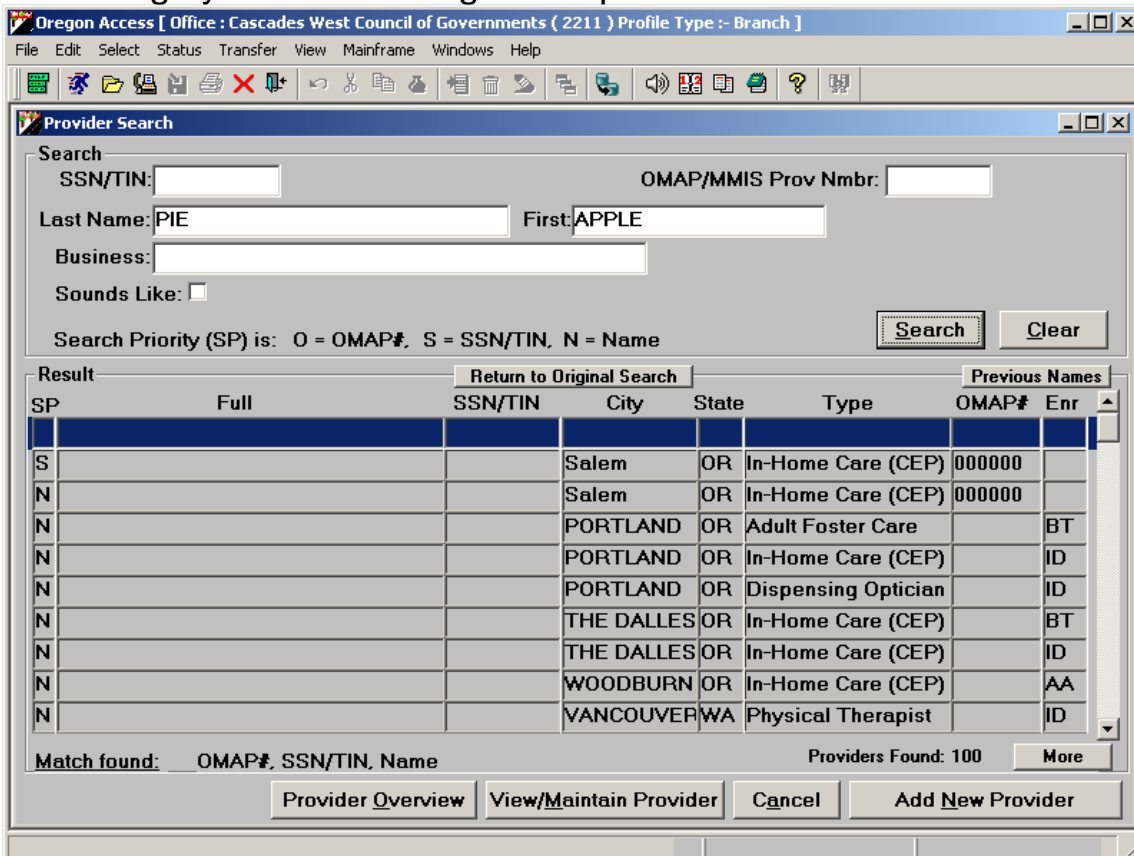 Oregon Access [ Office : Cascades West Council of Governments ( 2211 ) Profile Type :- Branch ]
File Edit Select Status Transfer View Mainframe Windows Help
Provider Search
Search
SSN/TIN: OMAP/MMIS Prov Nmbr:
Last Name: PIE First: APPLE
Business:
Sounds Like:
Search Clear
Search Priority (SP) is: O = OMAP#, S = SSN/TIN, N = Name
Result Return to Original Search Previous Names
SP Full SSN/TIN City State Type OMAP# Enr
S Salem OR In-Home Care (CEP) 000000
N Salem OR In-Home Care (CEP) 000000
N PORTLAND OR Adult Foster Care BT
N PORTLAND OR In-Home Care (CEP) ID
N PORTLAND OR Dispensing Optician ID
N THE DALLES OR In-Home Care (CEP) BT
N THE DALLES OR In-Home Care (CEP) ID
N WOODBURN OR In-Home Care (CEP) AA
N VANCOUVER WA Physical Therapist ID
Match found: __OMAP#, SSN/TIN, Name Providers Found: 100 More
Provider Overview View/Maintain Provider Cancel Add New Provider